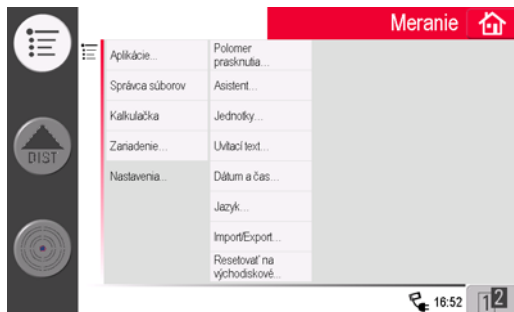 Meranie
Aplikácie...
Správca súborov
Kalkulačka
Zariadenie...
Nastavenia...
Polomer
prasknutia...
Asistent...
Jednotky...
Uvítací text...
Dátum a čas...
Jazyk...
Import/Export...
Resetovať na
východiskové...
DIST
16:52
1 2